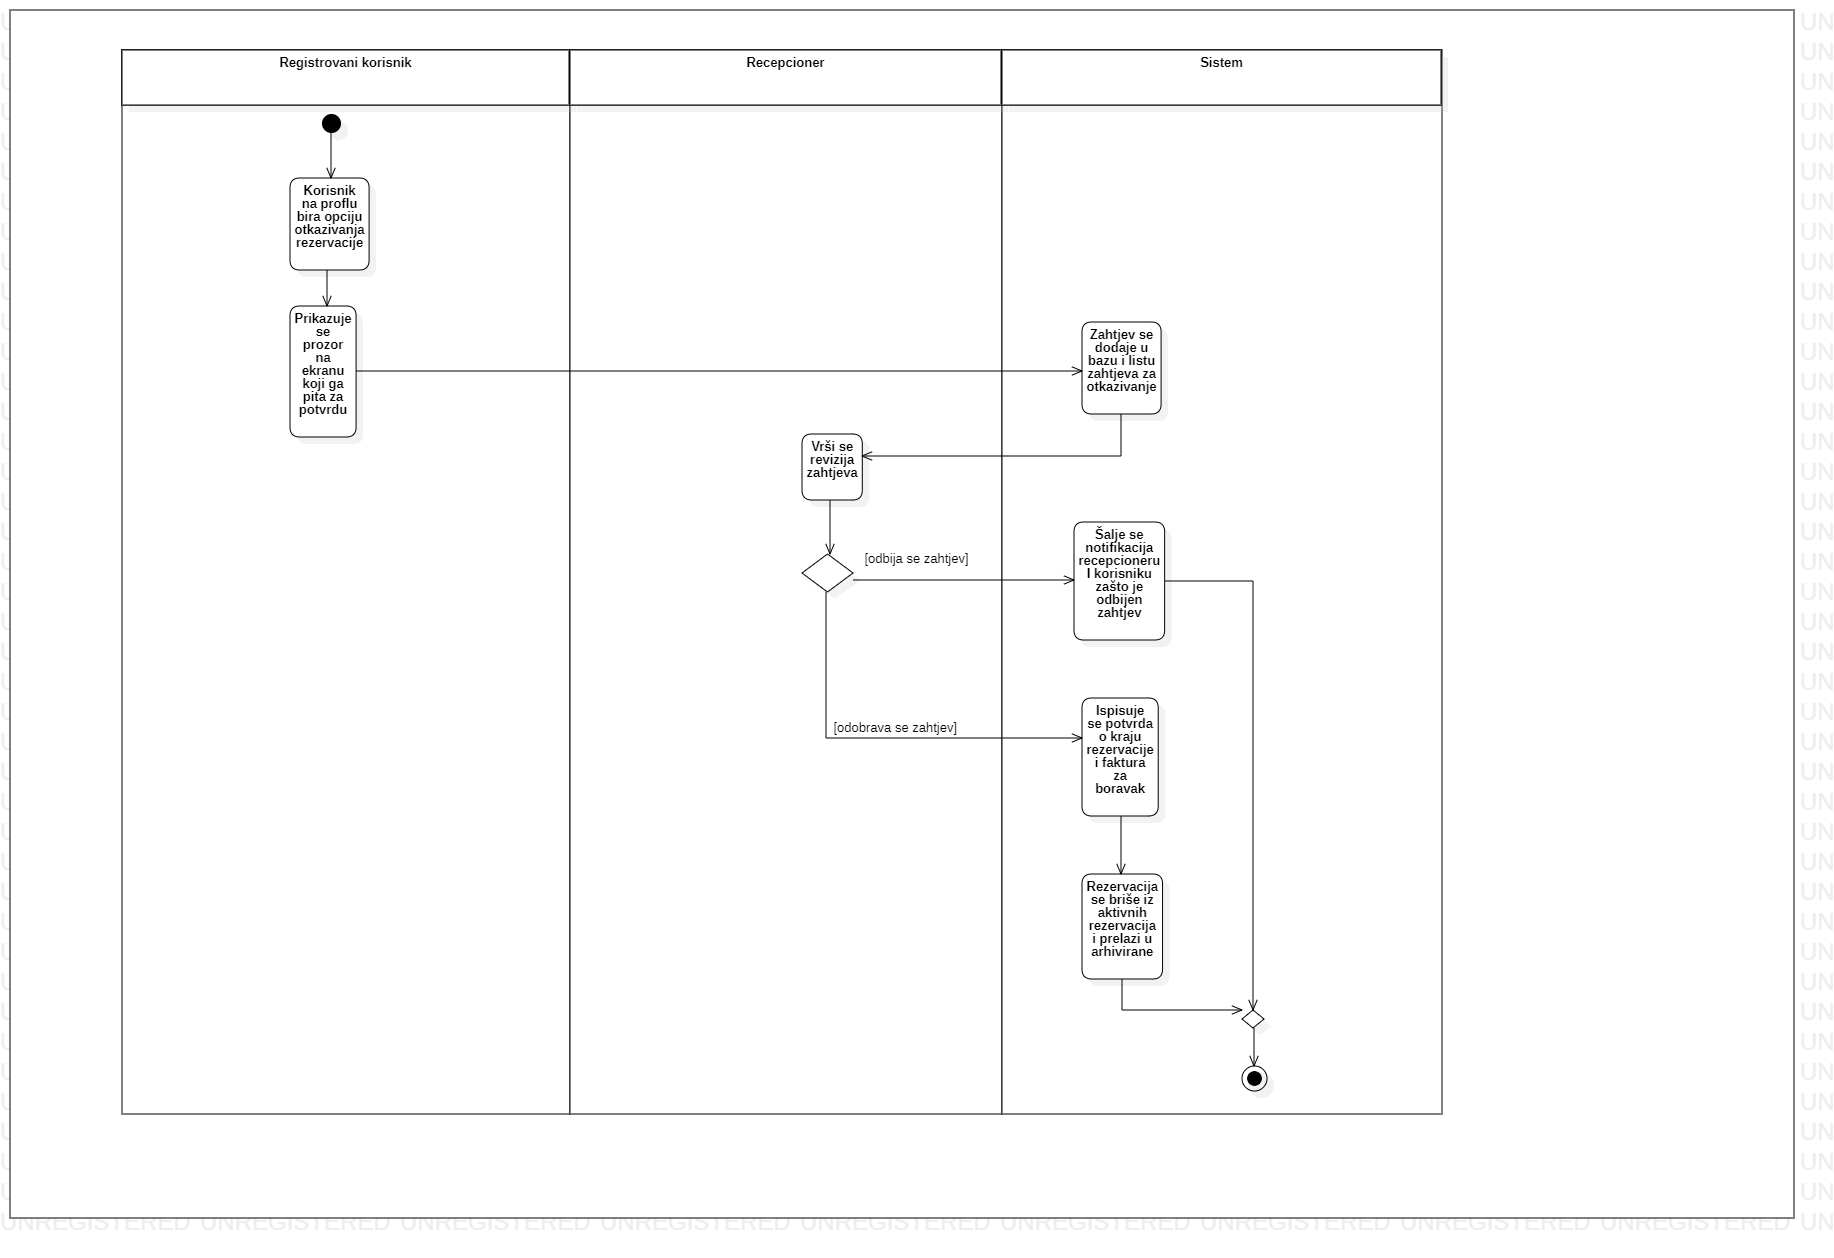 Registrovani korisnik
Recepcioner
Sistem
Korisnik
na proflu
bira opciju
otkazivanja
rezervacije
Prikazuje
se
prozor
na
ekranu
koji ga
pita za
potvrdu
Zahtjev se
dodaje u
bazu i listu
zahtjeva za
otkazivanje
Vrši se
revizija
zahtjeva
[odbija se zahtjev]
Šalje se
notifikacija
recepcioneru
I korisniku
zašto je
odbijen
zahtjev
[odobrava se zahtjev]
Ispisuje
se potvrda
o kraju
rezervacije
i faktura
za
boravak
Rezervacija
se briše iz
aktivnih
rezervacija
i prelazi u
arhivirane
UNREGISTERED UNREGISTERED UNREGISTERED UNREGISTERED UNREGISTERED UNREGISTERED UNREGISTERED UNREGISTERED UNREGISTERED UN